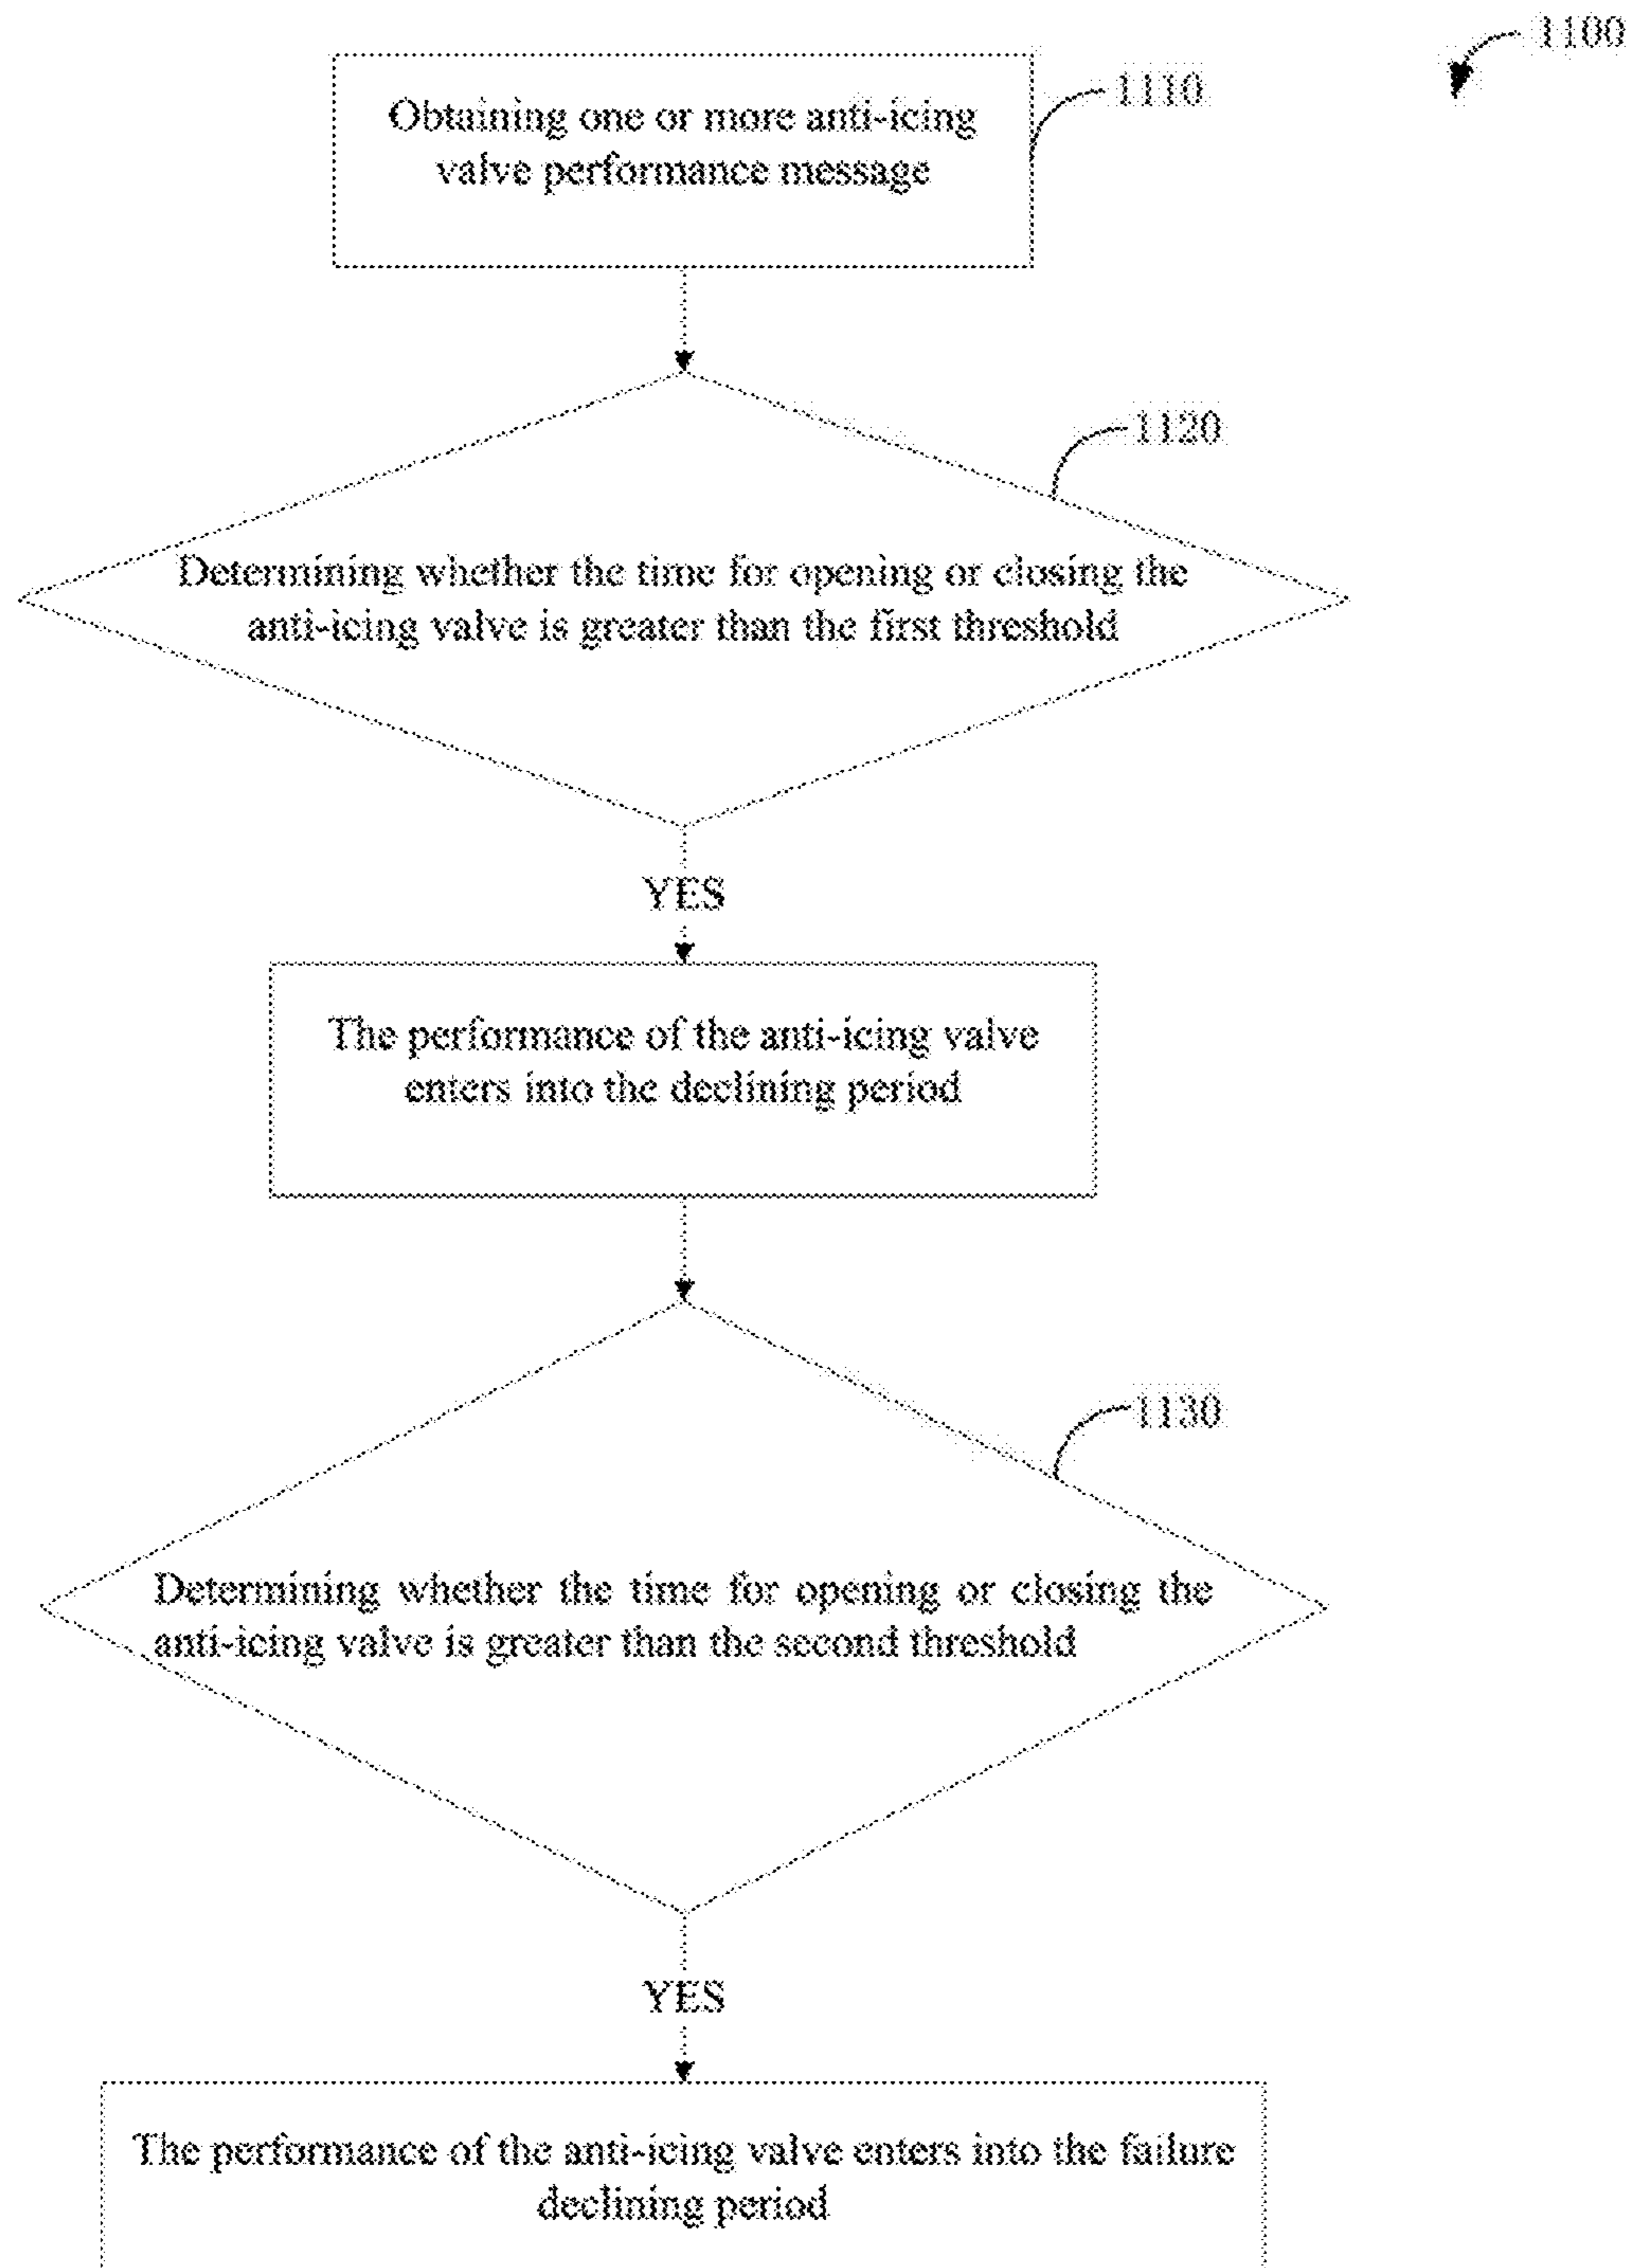 1100
1110
Obtaining one or more anti-icing
valve performance message
1120
Determining whether the time for opening or closing the
anti-icing valve is greater than the first threshold
YES
The performance of the anti-icing valve
enters into the declining period
1130
Determining whether the time for opening or closing the
anti-icing valve is greater than the second threshold
YES
The performance of the anti-icing valve enters into the failure
declining period